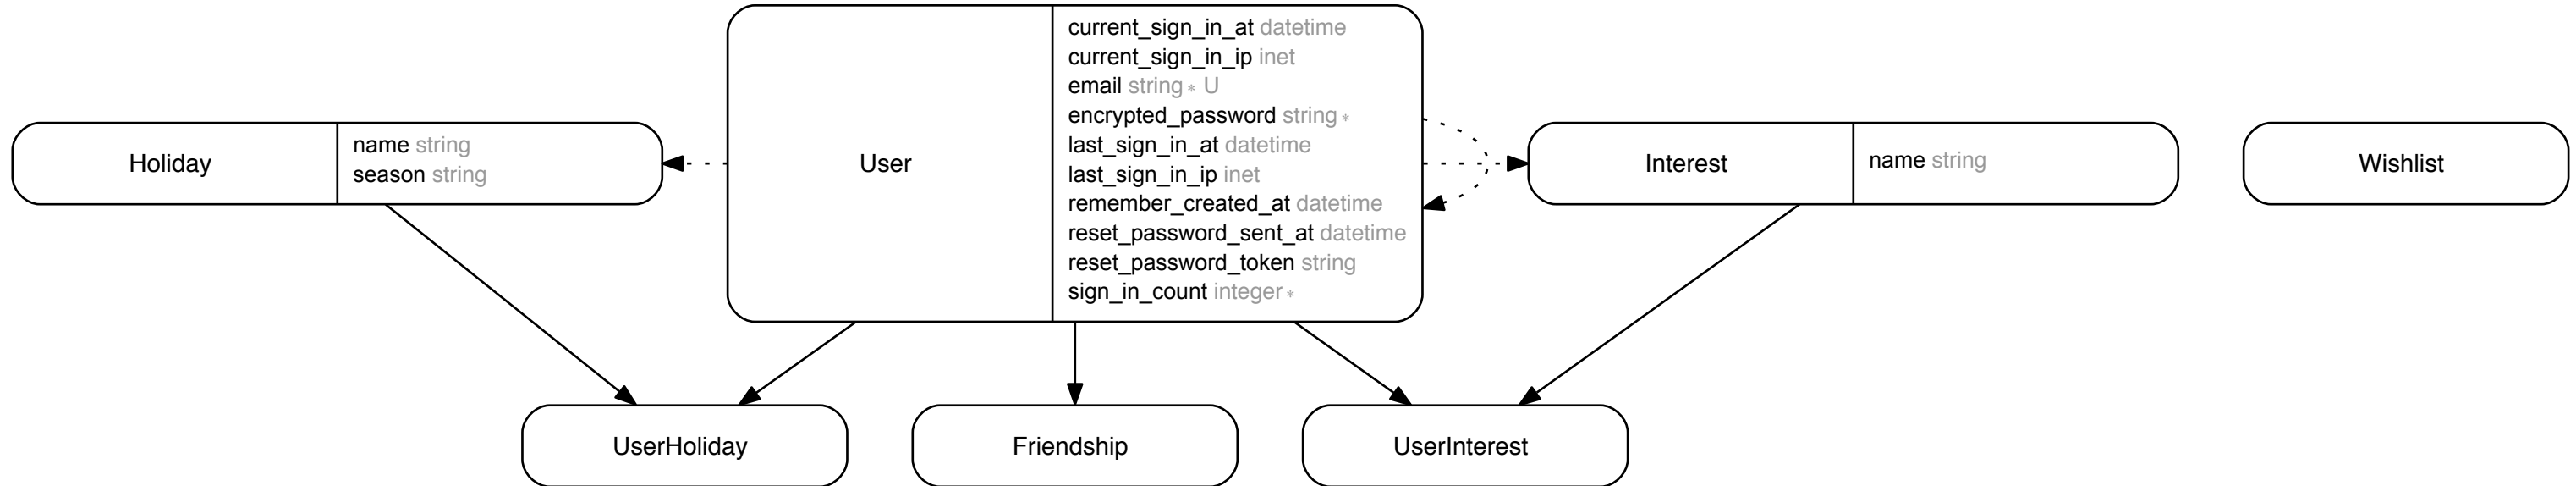 Holiday
name string
season string
User
current_sign_in_at datetime
current_sign_in_ip inet
email string * U
encrypted_password string *
last_sign_in_at datetime
last_sign_in_ip inet
remember_created_at datetime
reset_password_sent_at datetime
reset_password_token string
sign_in_count integer *
Interest
name string
Wishlist
UserHoliday
Friendship
UserInterest